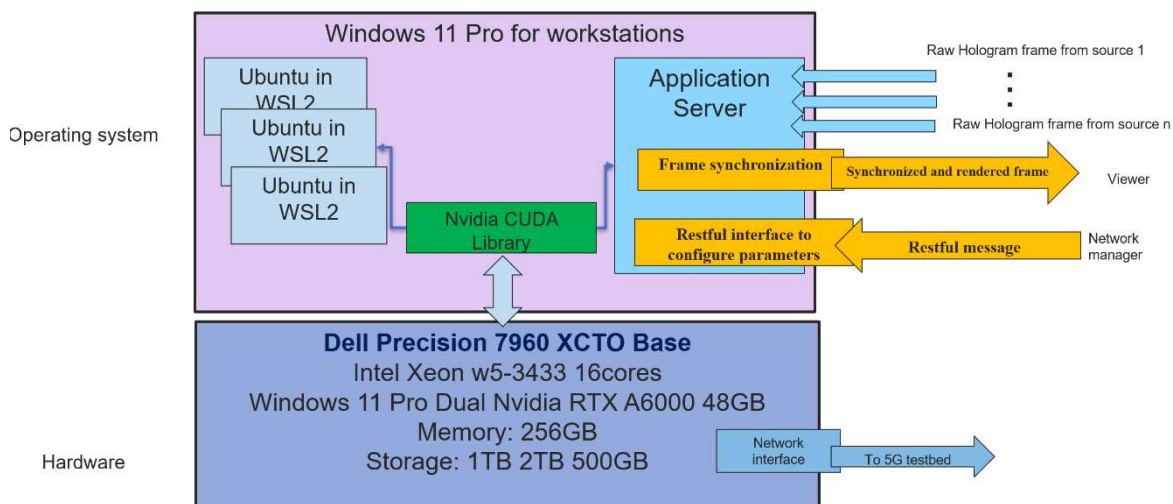 Windows 11 Pro for workstations
Ubuntu in
WSL2
Ubuntu in
WSL2
Ubuntu in
WSL2
Operating system
Nvidia CUDA
Library
Application
Server
Frame synchronization
Restful interface to
configure parameters
Raw Hologram frame from source 1
Raw Hologram frame from source n
Synchronized and rendered frame
Viewer
Restful message
Network
manager
Dell Precision 7960 XCTO Base
Intel Xeon w5-3433 16cores
Windows 11 Pro Dual Nvidia RTX A6000 48GB
Memory: 256GB
Storage: 1TB 2TB 500GB
Hardware
Network
interface
To 5G testbed